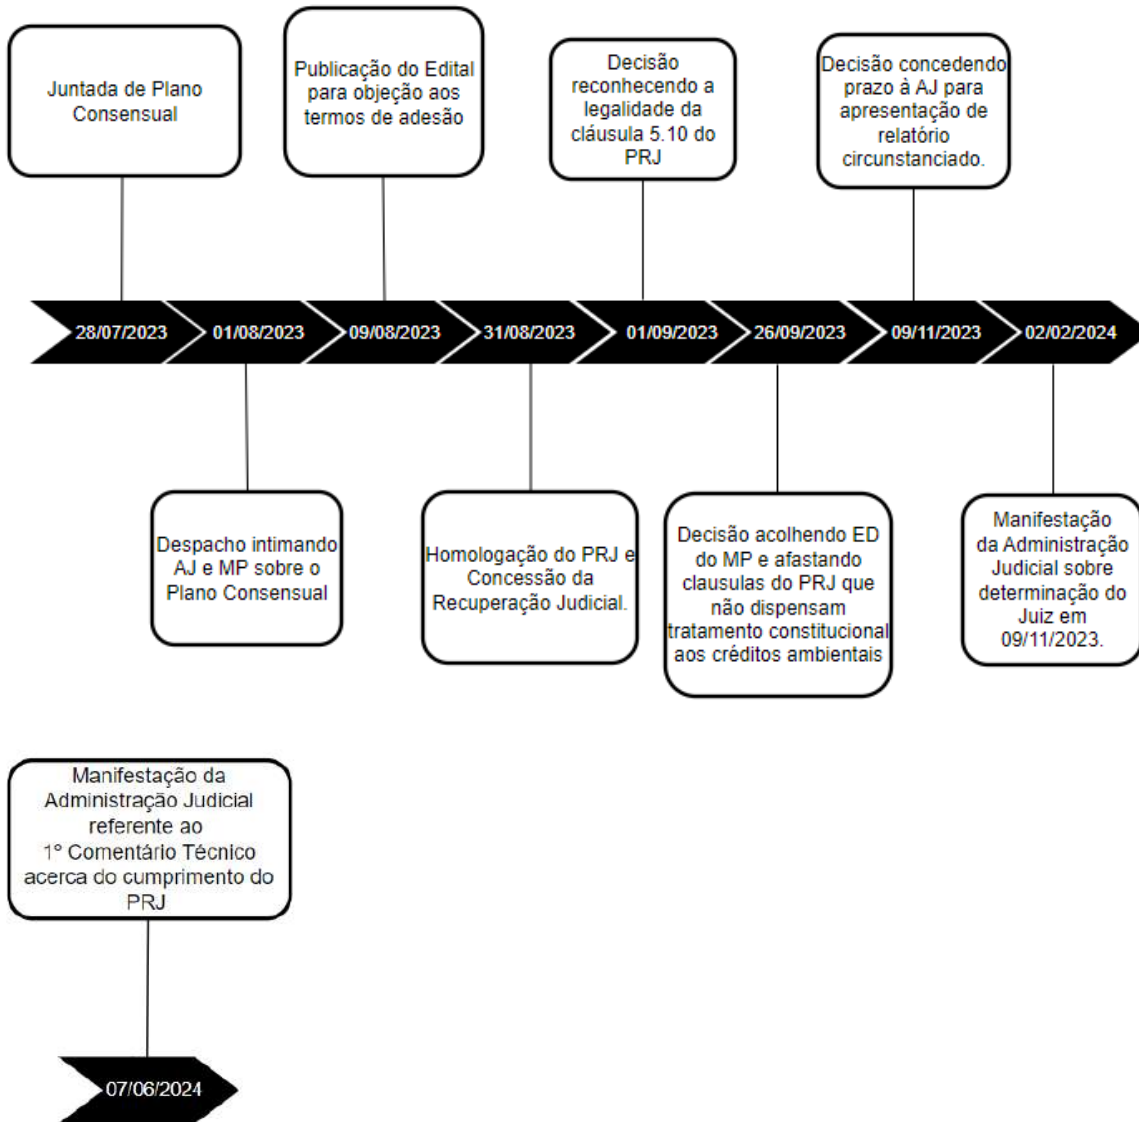 Juntada de Plano
Consensual
Publicação do Edital
para objeção aos
termos de adesão
Decisão
reconhecendo a
legalidade da
cláusula 5.10 do
PRJ
Decisão concedendo
prazo à AJ para
apresentação de
relatório
circunstanciado.
28/07/2023
01/08/2023
09/08/2023
31/08/2023
01/09/2023
26/09/2023
09/11/2023
02/02/2024
Despacho intimando
AJ e MP sobre o
Plano Consensual
Homologação do PRJ e
Concessão da
Recuperação Judicial.
Decisão acolhendo ED
do MP e afastando
clausulas do PRJ que
não dispensam
tratamento constitucional
aos créditos ambientais
Manifestação
da Administração
Judicial sobre
determinação do
Juiz em
09/11/2023.
Manifestação da
Administração Judicial
referente ao
1º Comentário Técnico
acerca do cumprimento do
PRJ
07/06/2024